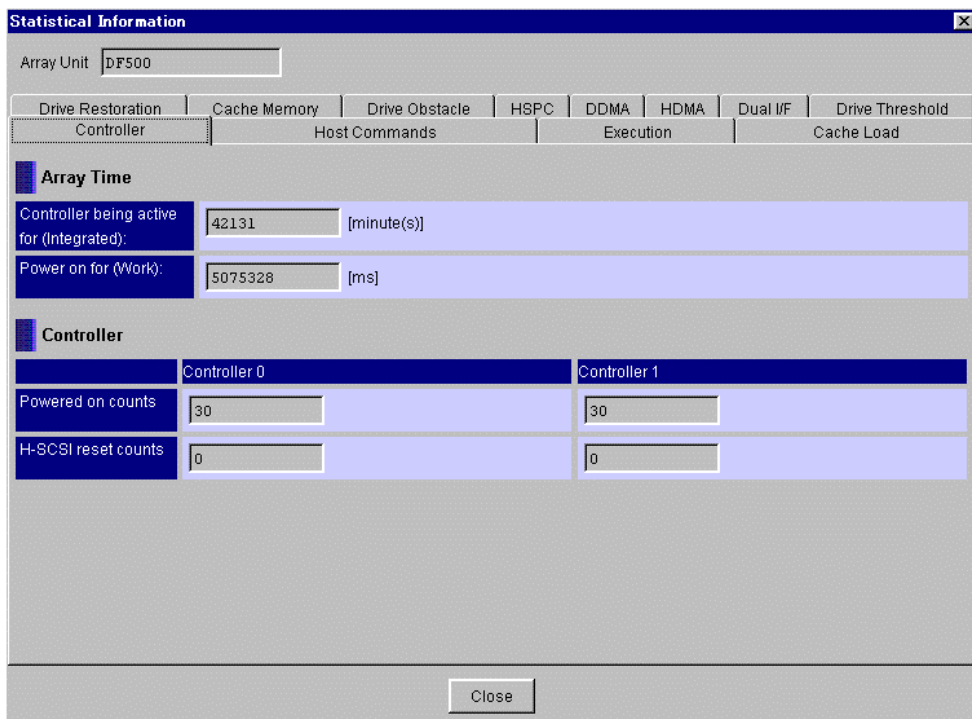 Statistical Information
Array Unit DF500
Drive Restoration Cache Memory Drive Obstacle HSPC DDMA HDMA Dual I/F Drive Threshold
Controller Host Commands Execution Cache Load
Array Time
Controller being active
for (Integrated):
42131 [minute(s)]
Power on for (Work):
5075328 [ms]
Controller
Controller 0 Controller 1
Powered on counts 30 30
H-SCSI reset counts 0 0
Close